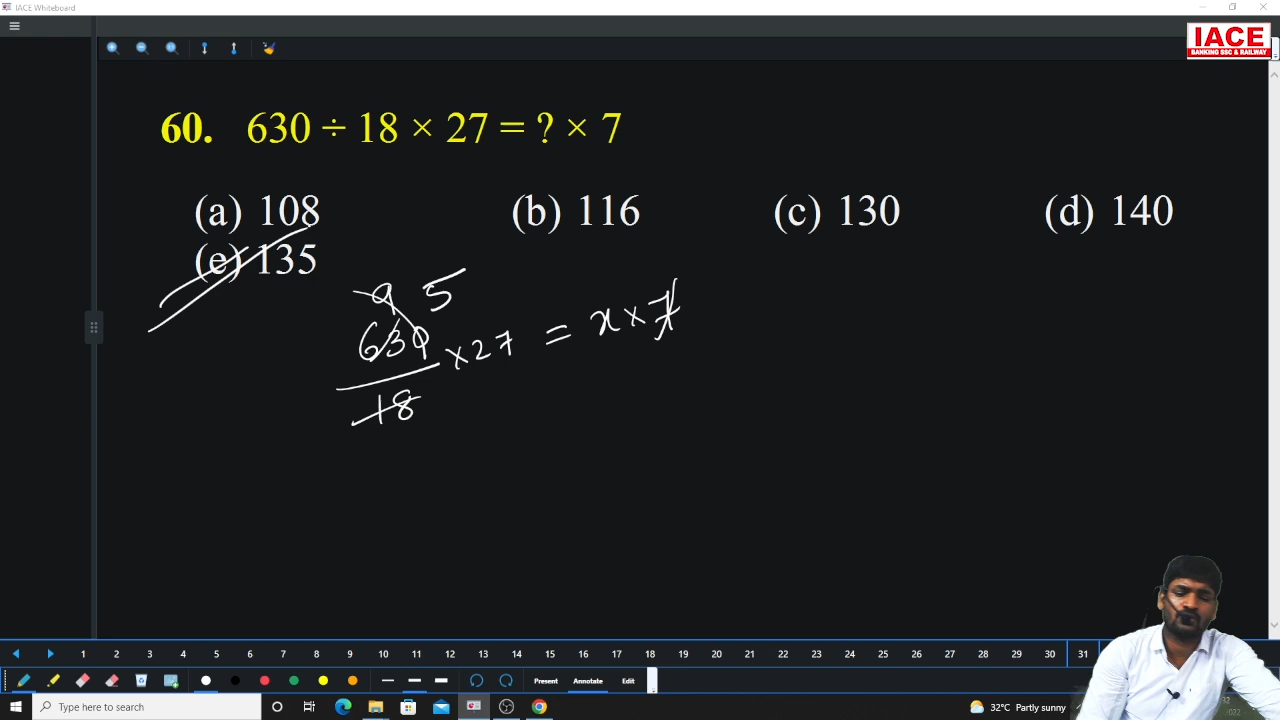 IACE Whiteboard
IACE
BANKING SSC & RAILWAY
60. 630 ÷ 18 × 27 = ? × 7
(a) 108 (b) 116 (c) 130 (d) 140
(e) 135
9 5
630
18
×27 = x × 7
1 2 3 4 5 6 7 8 9 10 11 12 13 14 15 16 17 18 19 20 21 22 23 24 25 26 27 28 29 30 31
Present Annotate Edit
Type here to search
32°C Partly sunny